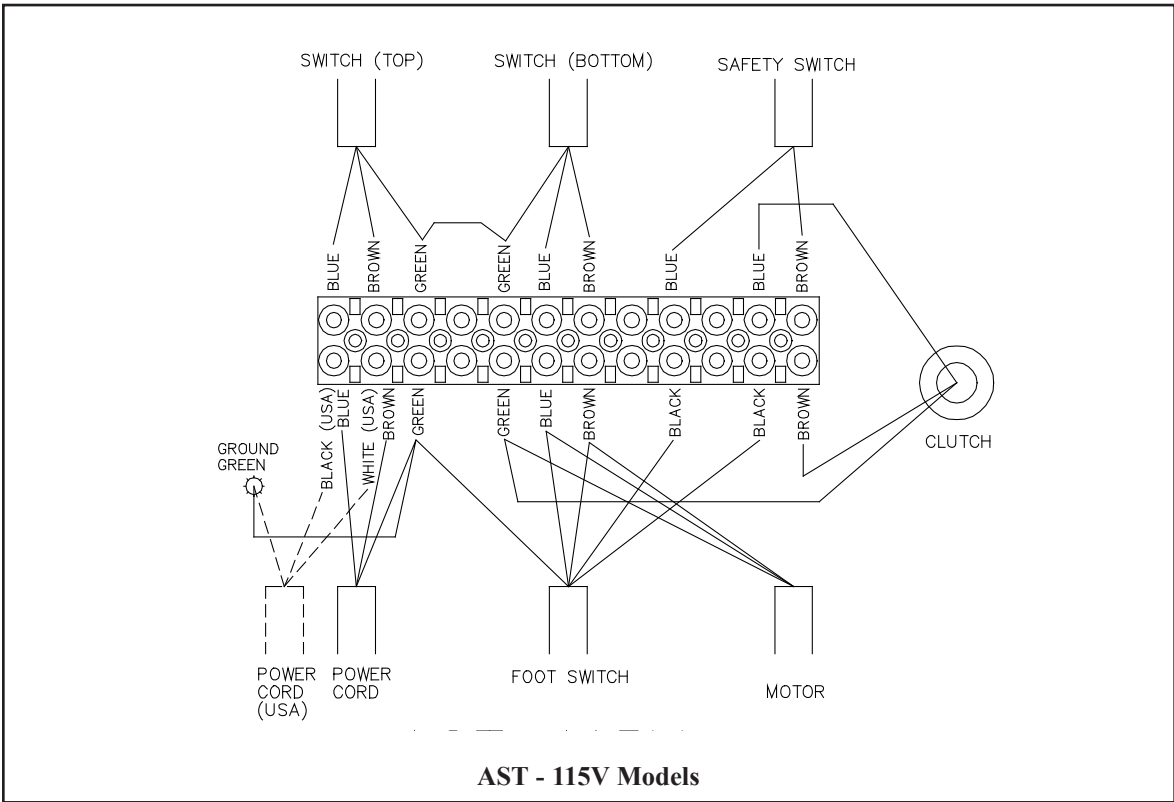 SWITCH (TOP)
SWITCH (BOTTOM)
SAFETY SWITCH
BLUE
BROWN
GREEN
GREEN
BLUE
BROWN
BLUE
BLUE
BROWN
BLACK (USA)
BLUE
WHITE (USA)
BROWN
GREEN
GREEN
BLUE
BROWN
BLACK
BLACK
BROWN
CLUTCH
GROUND
GREEN
POWER
CORD
(USA)
POWER
CORD
FOOT SWITCH
MOTOR
AST - 115V Models